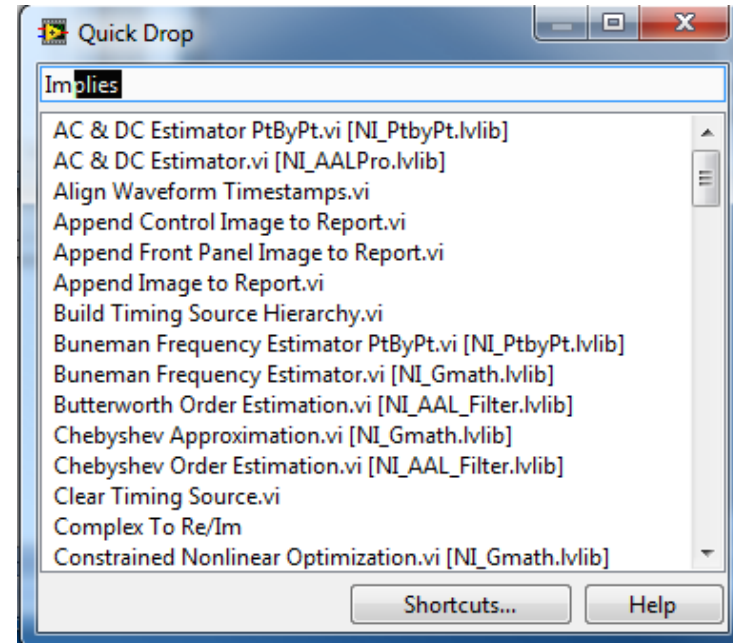 Quick Drop
Implies
AC & DC Estimator PtByPt.vi [NI_PtbyPt.lvlib]
AC & DC Estimator.vi [NI_AALPro.lvlib]
Align Waveform Timestamps.vi
Append Control Image to Report.vi
Append Front Panel Image to Report.vi
Append Image to Report.vi
Build Timing Source Hierarchy.vi
Buneman Frequency Estimator PtByPt.vi [NI_PtbyPt.lvlib]
Buneman Frequency Estimator.vi [NI_Gmath.lvlib]
Butterworth Order Estimation.vi [NI_AAL_Filter.lvlib]
Chebyshev Approximation.vi [NI_Gmath.lvlib]
Chebyshev Order Estimation.vi [NI_AAL_Filter.lvlib]
Clear Timing Source.vi
Complex To Re/Im
Constrained Nonlinear Optimization.vi [NI_Gmath.lvlib]
Shortcuts... Help